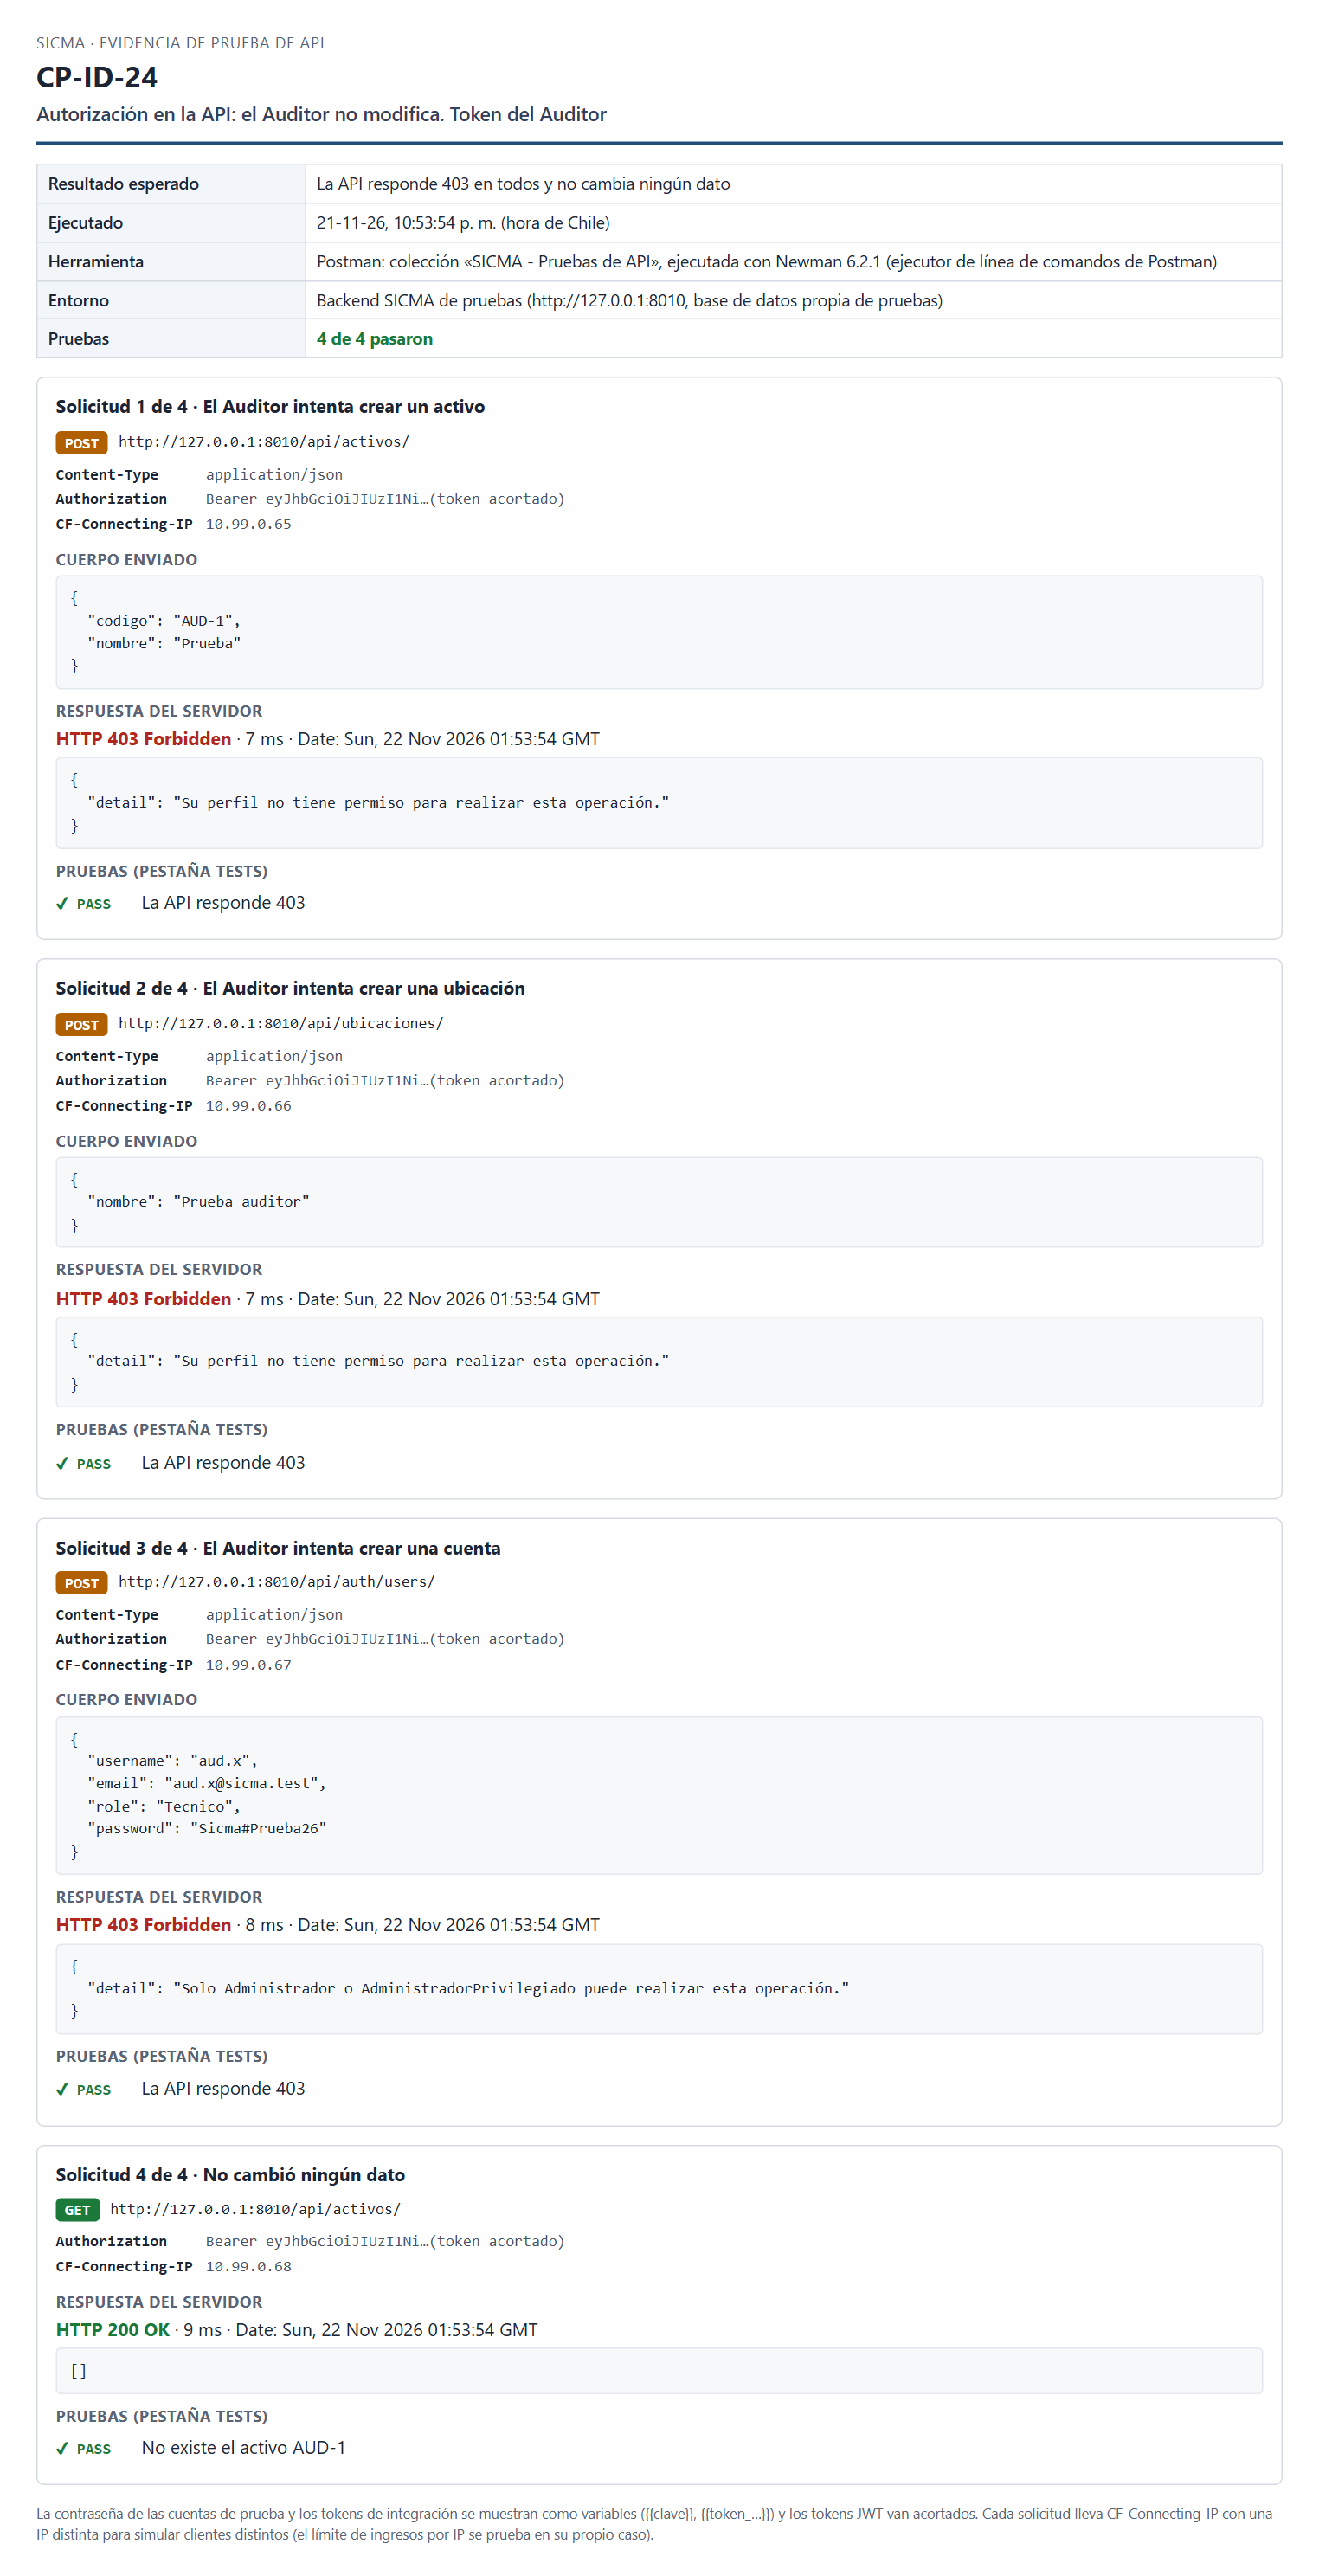 SICMA · EVIDENCIA DE PRUEBA DE API
CP-ID-24
Autorización en la API: el Auditor no modifica. Token del Auditor
Resultado esperado La API responde 403 en todos y no cambia ningún dato
Ejecutado 21-11-26, 10:53:54 p. m. (hora de Chile)
Herramienta Postman: colección «SICMA - Pruebas de API», ejecutada con Newman 6.2.1 (ejecutor de línea de comandos de Postman)
Entorno Backend SICMA de pruebas (http://127.0.0.1:8010, base de datos propia de pruebas)
Pruebas 4 de 4 pasaron
Solicitud 1 de 4 · El Auditor intenta crear un activo
POST http://127.0.0.1:8010/api/activos/
Content-Type application/json
Authorization Bearer eyJhbGciOiJIUzI1Ni…(token acortado)
CF-Connecting-IP 10.99.0.65
CUERPO ENVIADO
{
"codigo": "AUD-1",
"nombre": "Prueba"
}
RESPUESTA DEL SERVIDOR
HTTP 403 Forbidden · 7 ms · Date: Sun, 22 Nov 2026 01:53:54 GMT
{
"detail": "Su perfil no tiene permiso para realizar esta operación."
}
PRUEBAS (PESTAÑA TESTS)
✔ PASS La API responde 403
Solicitud 2 de 4 · El Auditor intenta crear una ubicación
POST http://127.0.0.1:8010/api/ubicaciones/
Content-Type application/json
Authorization Bearer eyJhbGciOiJIUzI1Ni…(token acortado)
CF-Connecting-IP 10.99.0.66
CUERPO ENVIADO
{
"nombre": "Prueba auditor"
}
RESPUESTA DEL SERVIDOR
HTTP 403 Forbidden · 7 ms · Date: Sun, 22 Nov 2026 01:53:54 GMT
{
"detail": "Su perfil no tiene permiso para realizar esta operación."
}
PRUEBAS (PESTAÑA TESTS)
✔ PASS La API responde 403
Solicitud 3 de 4 · El Auditor intenta crear una cuenta
POST http://127.0.0.1:8010/api/auth/users/
Content-Type application/json
Authorization Bearer eyJhbGciOiJIUzI1Ni…(token acortado)
CF-Connecting-IP 10.99.0.67
CUERPO ENVIADO
{
"username": "aud.x",
"email": "aud.x@sicma.test",
"role": "Tecnico",
"password": "Sicma#Prueba26"
}
RESPUESTA DEL SERVIDOR
HTTP 403 Forbidden · 8 ms · Date: Sun, 22 Nov 2026 01:53:54 GMT
{
"detail": "Solo Administrador o AdministradorPrivilegiado puede realizar esta operación."
}
PRUEBAS (PESTAÑA TESTS)
✔ PASS La API responde 403
Solicitud 4 de 4 · No cambió ningún dato
GET http://127.0.0.1:8010/api/activos/
Authorization Bearer eyJhbGciOiJIUzI1Ni…(token acortado)
CF-Connecting-IP 10.99.0.68
RESPUESTA DEL SERVIDOR
HTTP 200 OK · 9 ms · Date: Sun, 22 Nov 2026 01:53:54 GMT
[]
PRUEBAS (PESTAÑA TESTS)
✔ PASS No existe el activo AUD-1
La contraseña de las cuentas de prueba y los tokens de integración se muestran como variables ({{clave}}, {{token_...}}) y los tokens JWT van acortados. Cada solicitud lleva CF-Connecting-IP con una
IP distinta para simular clientes distintos (el límite de ingresos por IP se prueba en su propio caso).